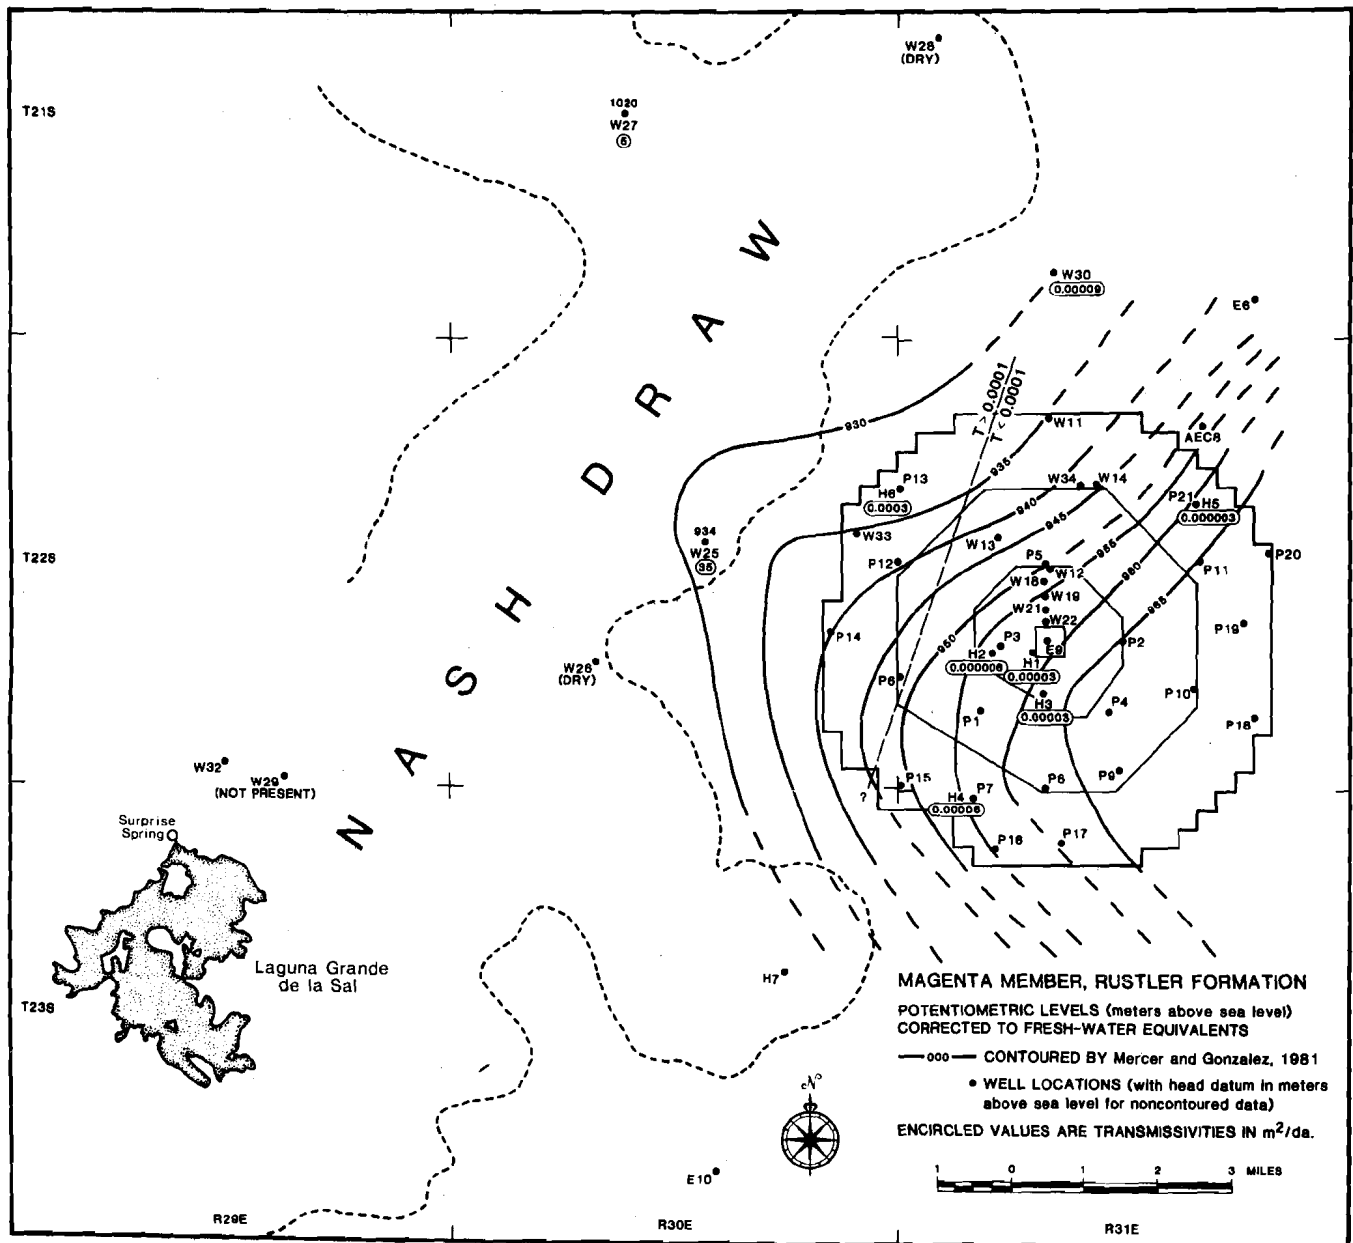 W28
(DRY)
T21S
1020
W27
6
N A S H D R A W
W30
0.00009
E6
T > 0.0001
T < 0.0001
930
W11
AEC8
935
P13
H6
0.0003
W34
W14
940
945
P21
H5
0.000003
934
W25
35
W33
W13
T22S
P12
P5
W12
955
960
P11
P20
W18
W19
965
W21
W22
P14
950
P3
E9
P2
P19
W26
(DRY)
H2
H1
0.000006
0.00003
P6
H3
P10
0.00003
P1
P4
P18
W32
W29
(NOT PRESENT)
P15
P7
P6
P9
?
H4
0.00006
Surprise
Spring
P16
P17
Laguna Grande
de la Sal
H7
T23S
MAGENTA MEMBER, RUSTLER FORMATION
POTENTIOMETRIC LEVELS (meters above sea level)
CORRECTED TO FRESH-WATER EQUIVALENTS
000 CONTOURED BY Mercer and Gonzalez, 1981
• WELL LOCATIONS (with head datum in meters
above sea level for noncontoured data)
ENCIRCLED VALUES ARE TRANSMISSIVITIES IN m²/da.
N
1 0 1 2 3 MILES
E10
R29E
R30E
R31E